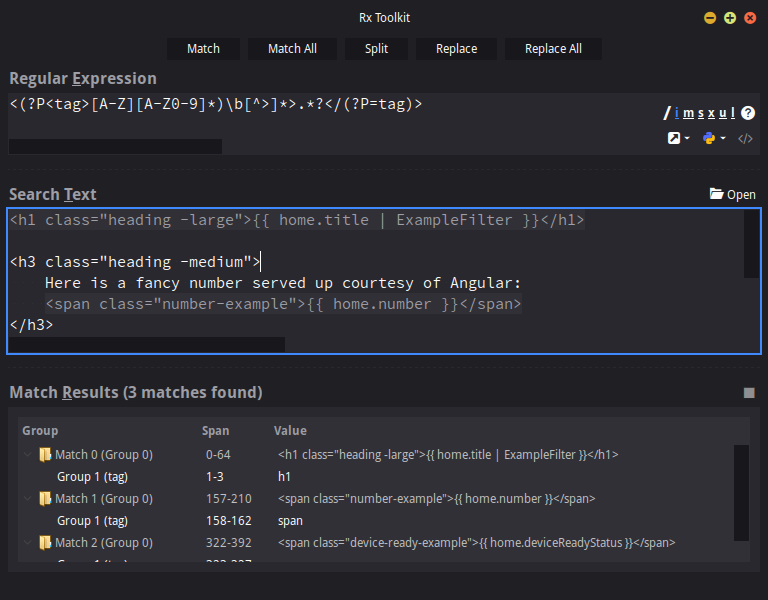 Rx Toolkit
Match Match All Split Replace Replace All
Regular Expression
<(?P<tag>[A-Z][A-Z0-9]*)\b[^>]*>.*?</(?P=tag)>
/ i m s x u l ?
</>
Search Text Open
<h1 class="heading -large">{{ home.title | ExampleFilter }}</h1>
<h3 class="heading -medium">
Here is a fancy number served up courtesy of Angular:
<span class="number-example">{{ home.number }}</span>
</h3>
Match Results (3 matches found)
Group Span Value
Match 0 (Group 0) 0-64 <h1 class="heading -large">{{ home.title | ExampleFilter }}</h1>
Group 1 (tag) 1-3 h1
Match 1 (Group 0) 157-210 <span class="number-example">{{ home.number }}</span>
Group 1 (tag) 158-162 span
Match 2 (Group 0) 322-392 <span class="device-ready-example">{{ home.deviceReadyStatus }}</span>